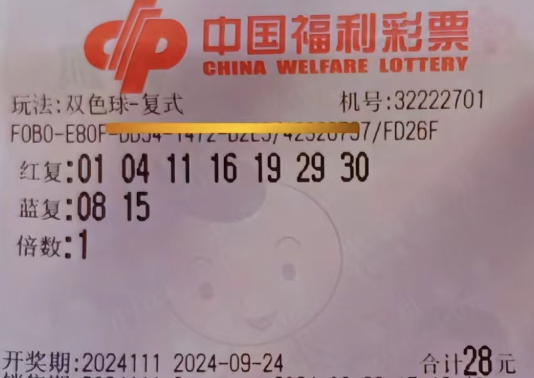 中国福利彩票
CHINA WELFARE LOTTERY
玩法:双色球-复式 机号:32222701
F0B0-E80F- /FD26F
红复:01 04 11 16 19 29 30
蓝复:08 15
倍数:1
开奖期:2024111 2024-09-24 合计28元